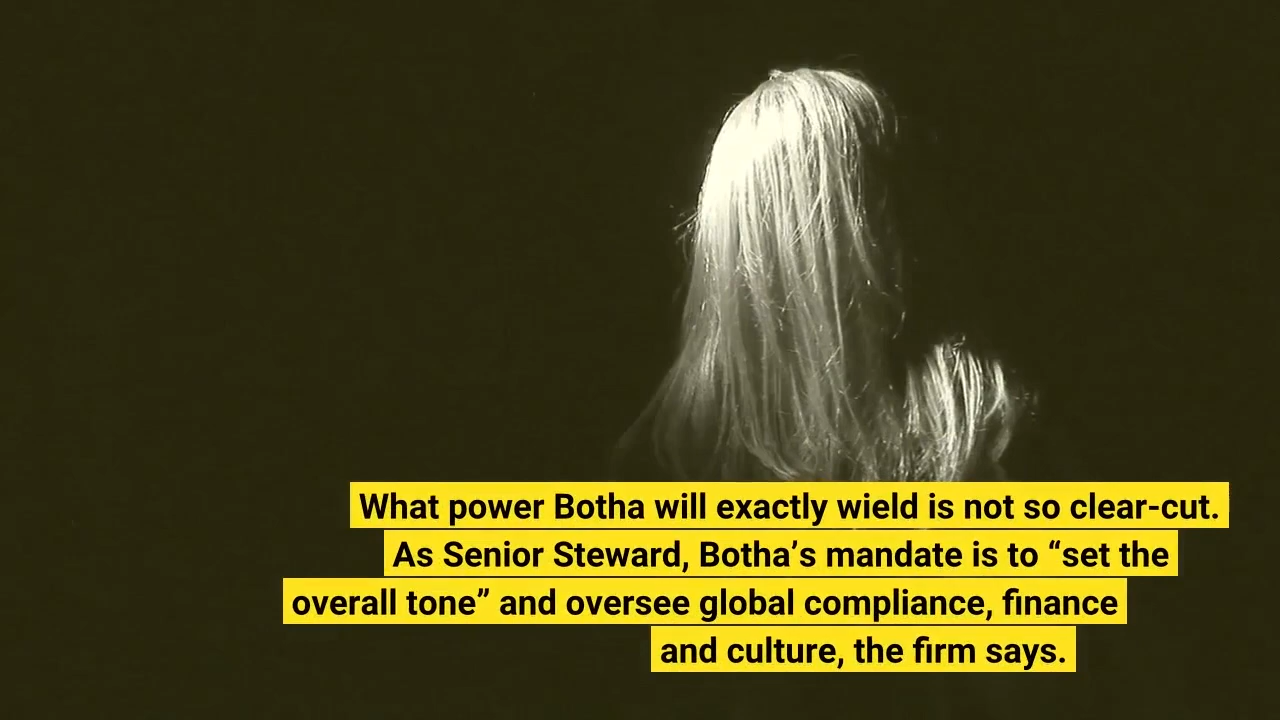 What power Botha will exactly wield is not so clear-cut.
As Senior Steward, Botha’s mandate is to “set the
overall tone” and oversee global compliance, finance
and culture, the firm says.